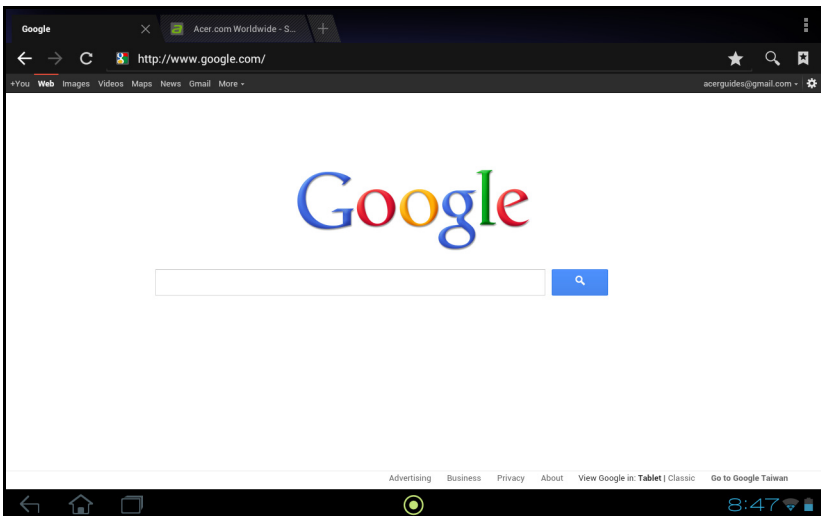 Google Acer.com Worldwide - S...
http://www.google.com/
+You Web Images Videos Maps News Gmail More acerguides@gmail.com
Google
Advertising Business Privacy About View Google in: Tablet | Classic Go to Google Taiwan
8:47